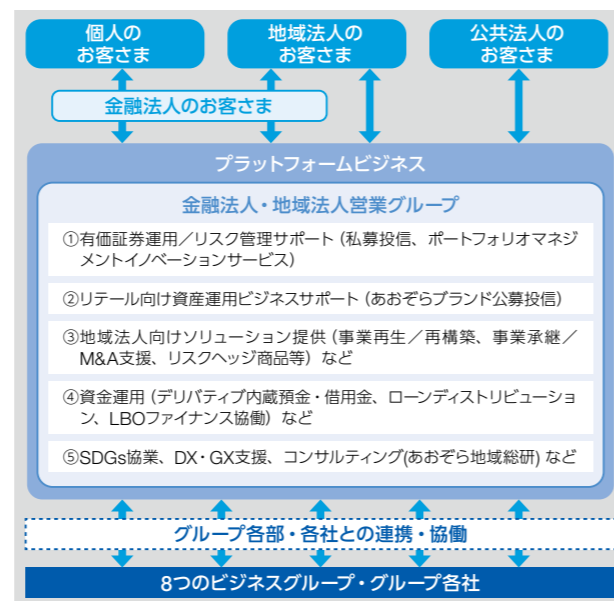 個人の
お客さま
地域法人の
お客さま
公共法人の
お客さま
金融法人のお客さま
プラットフォームビジネス
金融法人・地域法人営業グループ
①有価証券運用／リスク管理サポート（私募投信、ポートフォリオマネジ
メントイノベーションサービス）
②リテール向け資産運用ビジネスサポート（あおぞらブランド公募投信）
③地域法人向けソリューション提供（事業再生／再構築、事業承継／
M&A支援、リスクヘッジ商品等）など
④資金運用（デリバティブ内蔵預金・借用金、ローンディストリビューショ
ン、LBOファイナンス協働）など
⑤SDGs協業、DX・GX支援、コンサルティング(あおぞら地域総研) など
グループ各部・各社との連携・協働
8つのビジネスグループ・グループ各社